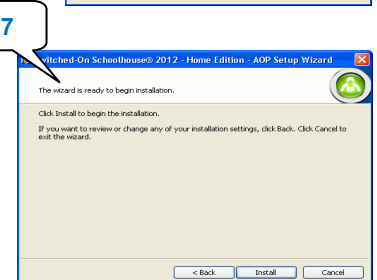 7
Switched-On Schoolhouse® 2012 - Home Edition - AOP Setup Wizard
The wizard is ready to begin installation.
Click Install to begin the installation.
If you want to review or change any of your installation settings, click Back. Click Cancel to
exit the wizard.
< Back
Install
Cancel